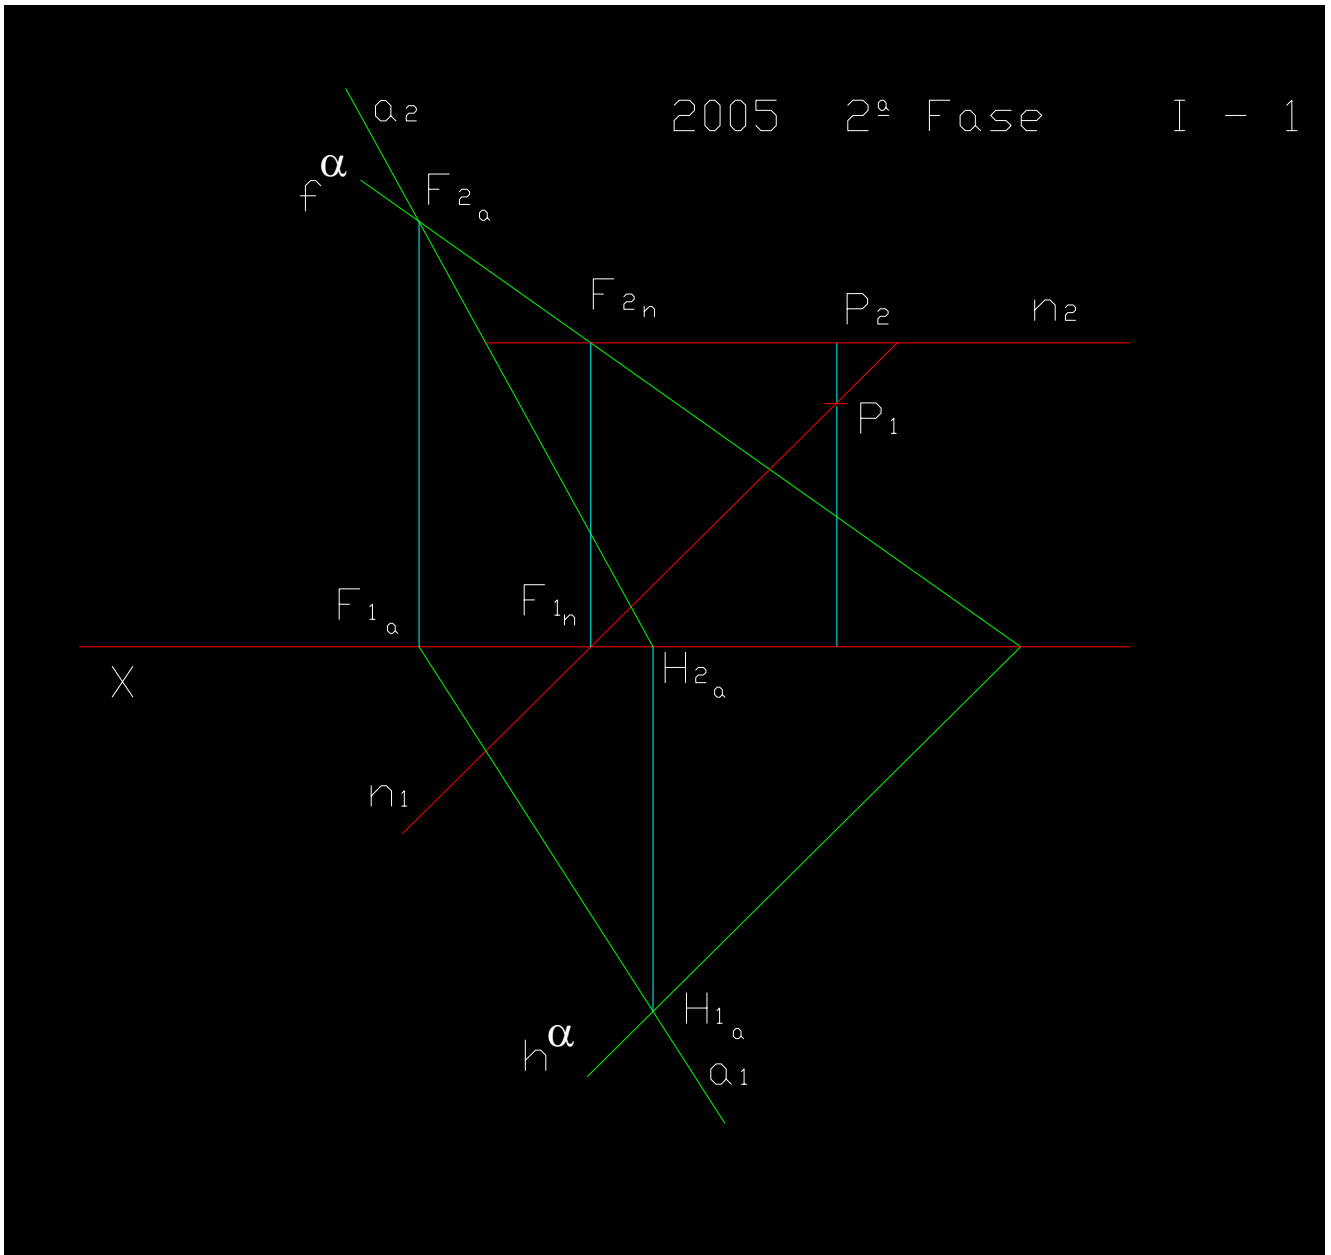 a2
2005 2ª Fase I - 1
fα
F2a
F2n
P2
n2
P1
F1a
F1n
X
H2a
n1
H1a
hα
a1